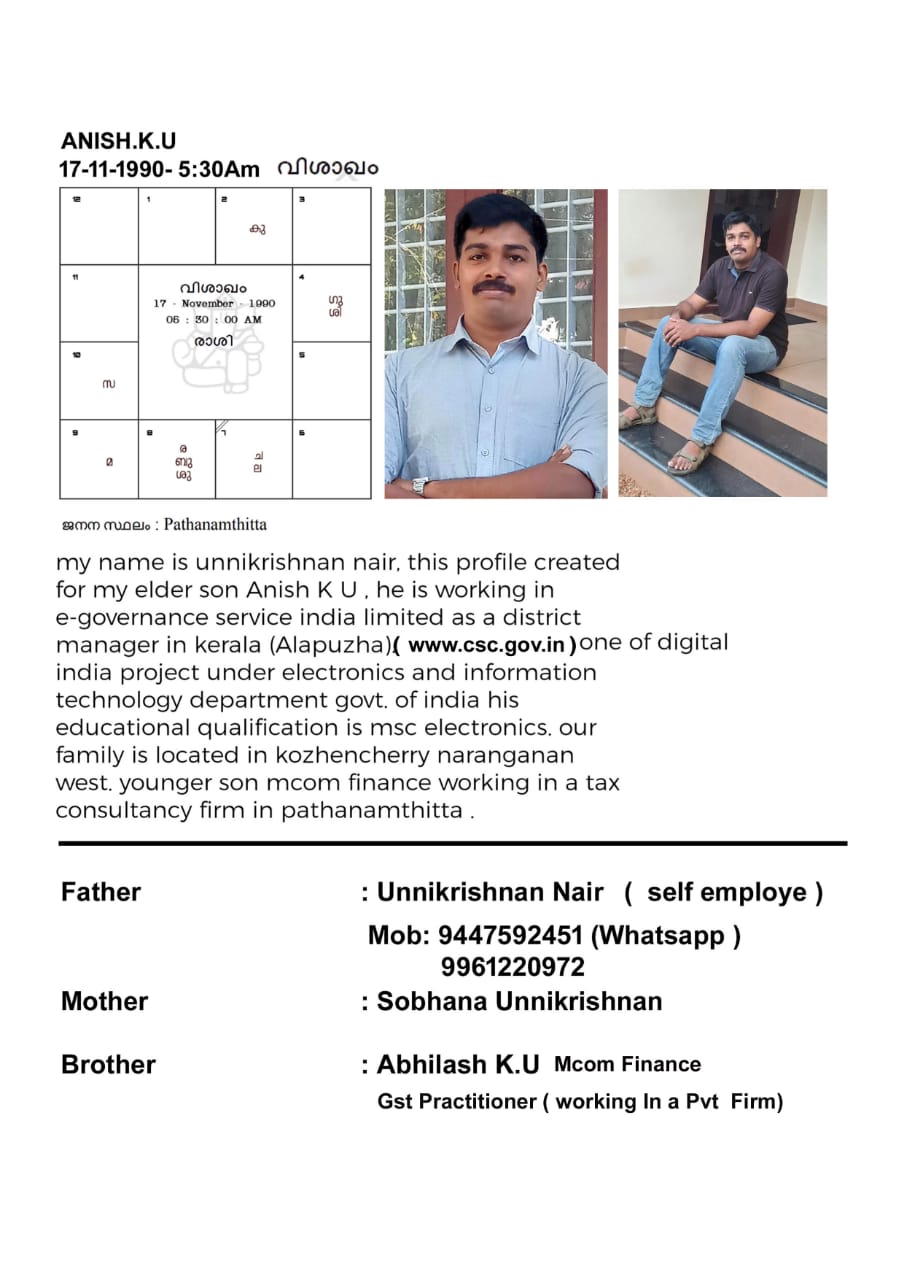 ANISH.K.U
17-11-1990- 5:30Am വിശാഖം
12 1 2 3
കു
11 4
ഗു
ശി
വിശാഖം
17 - November - 1990
05 : 30 : 00 AM
രാശി
10 5
സ
9 8 7 6
മ
ര
ബു
ശു
ച
ല
ജനന സ്ഥലം : Pathanamthitta
my name is unnikrishnan nair, this profile created
for my elder son Anish K U , he is working in
e-governance service india limited as a district
manager in kerala (Alapuzha)( www.csc.gov.in ) one of digital
india project under electronics and information
technology department govt. of india his
educational qualification is msc electronics. our
family is located in kozhencherry naranganan
west. younger son mcom finance working in a tax
consultancy firm in pathanamthitta .
Father : Unnikrishnan Nair ( self employe )
Mob: 9447592451 (Whatsapp )
9961220972
Mother : Sobhana Unnikrishnan
Brother : Abhilash K.U Mcom Finance
Gst Practitioner ( working In a Pvt Firm)